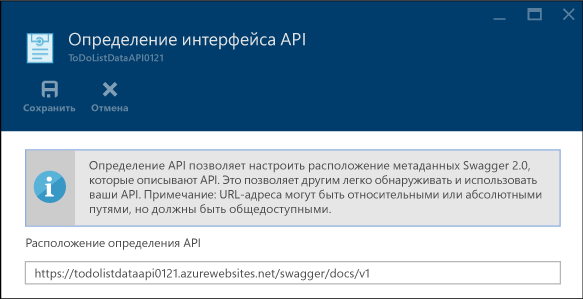 Определение интерфейса API
ToDoListDataAPI0121
Сохранить Отмена
Определение API позволяет настроить расположение метаданных Swagger 2.0,
которые описывают API. Это позволяет другим легко обнаруживать и использовать
ваши API. Примечание: URL-адреса могут быть относительными или абсолютными
путями, но должны быть общедоступными.
Расположение определения API
https://todolistdataapi0121.azurewebsites.net/swagger/docs/v1